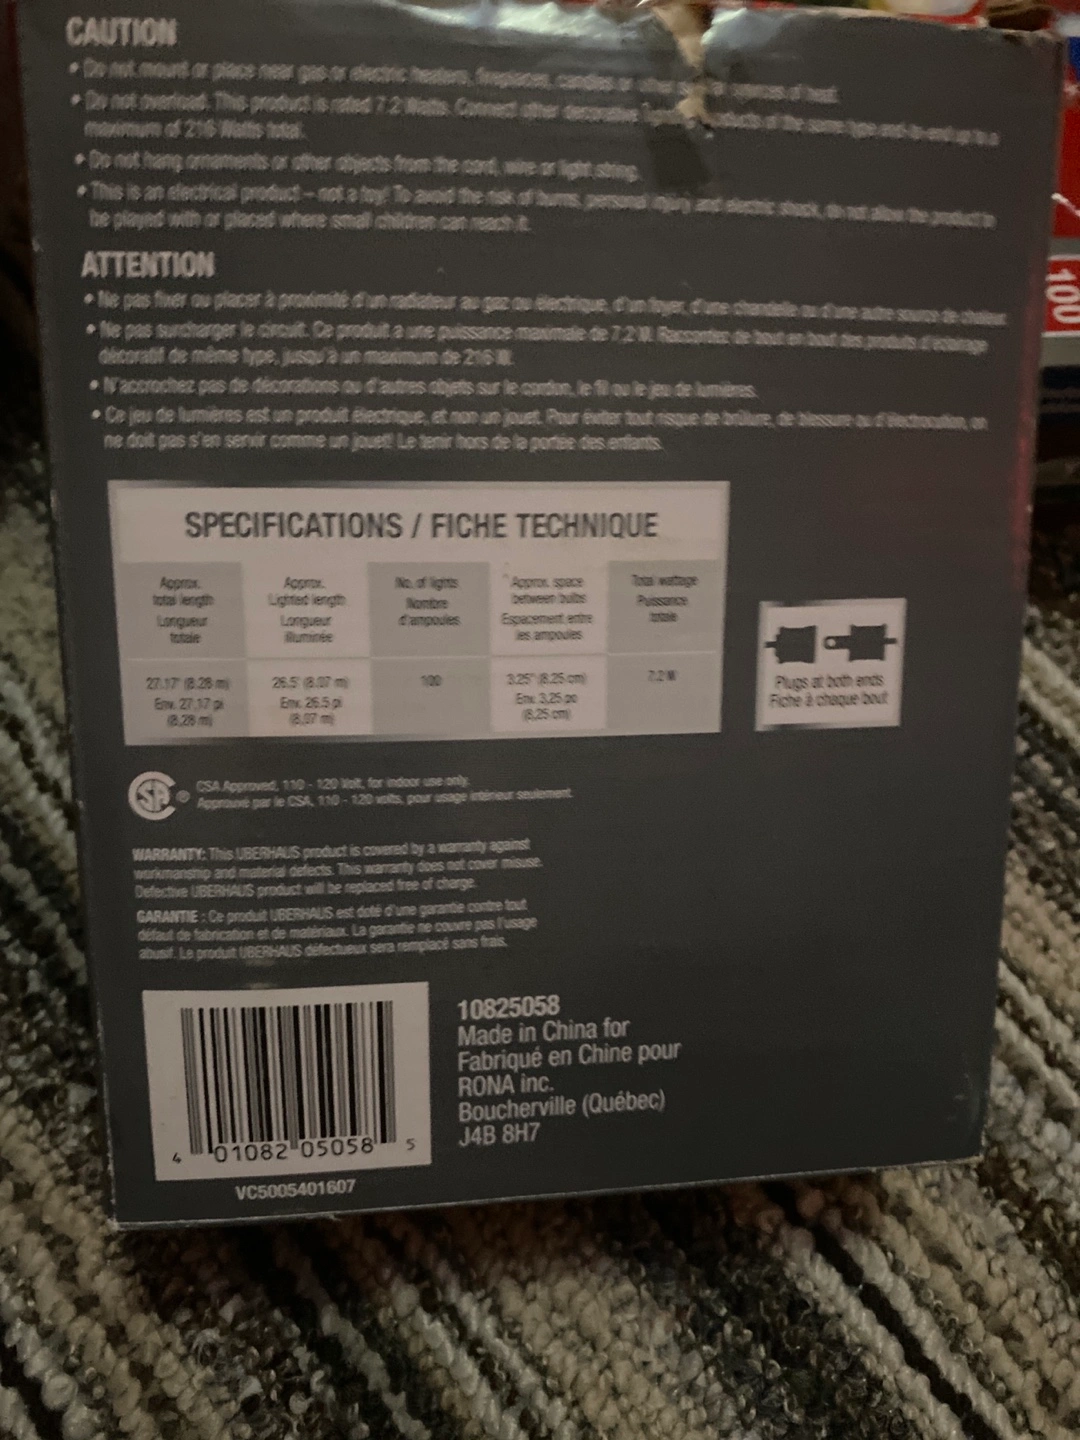 CAUTION
• Do not mount or place near gas or electric heaters, fireplaces, candles or other sources of heat.
• Do not overload. This product is rated 7.2 Watts. Connect other decorative products of the same type end-to-end up to a
maximum of 216 Watts total.
• Do not hang ornaments or other objects from the cord, wire or light string.
• This is an electrical product – not a toy! To avoid the risk of burns, personal injury and electric shock, do not allow the product to
be played with or placed where small children can reach it.
ATTENTION
• Ne pas fixer ou placer à proximité d'un radiateur au gaz ou électrique, d'un foyer, d'une chandelle ou d'une autre source de chaleur.
• Ne pas surcharger le circuit. Ce produit a une puissance maximale de 7,2 W. Raccordez de bout en bout des produits d'éclairage
décoratif de même type, jusqu'à un maximum de 216 W.
• N'accrochez pas de décorations ou d'autres objets sur le cordon, le fil ou le jeu de lumières.
• Ce jeu de lumières est un produit électrique, et non un jouet. Pour éviter tout risque de brûlure, de blessure ou d'électrocution, on
ne doit pas s'en servir comme un jouet! Le tenir hors de la portée des enfants.
SPECIFICATIONS / FICHE TECHNIQUE
Approx. total length Longueur totale
Approx. Lighted length Longueur illuminée
No. of lights Nombre d'ampoules
Approx. space between bulbs Espacement entre les ampoules
Total wattage Puissance totale
27.17' (8.28 m) Env. 27,17 pi (8,28 m)
26.5' (8.07 m) Env. 26.5 pi (8,07 m)
100
3.25" (8.25 cm) Env. 3,25 po (8,25 cm)
7.2 W
Plugs at both ends
Fiche à chaque bout
CSA Approved, 110 - 120 Volt, for indoor use only.
Approuvé par le CSA, 110 - 120 volts, pour usage intérieur seulement.
WARRANTY: This UBERHAUS product is covered by a warranty against
workmanship and material defects. This warranty does not cover misuse.
Defective UBERHAUS product will be replaced free of charge.
GARANTIE : Ce produit UBERHAUS est doté d'une garantie contre tout
défaut de fabrication et de matériaux. La garantie ne couvre pas l'usage
abusif. Le produit UBERHAUS défectueux sera remplacé sans frais.
4 01082 05058 5
VC5005401607
10825058
Made in China for
Fabriqué en Chine pour
RONA inc.
Boucherville (Québec)
J4B 8H7
100